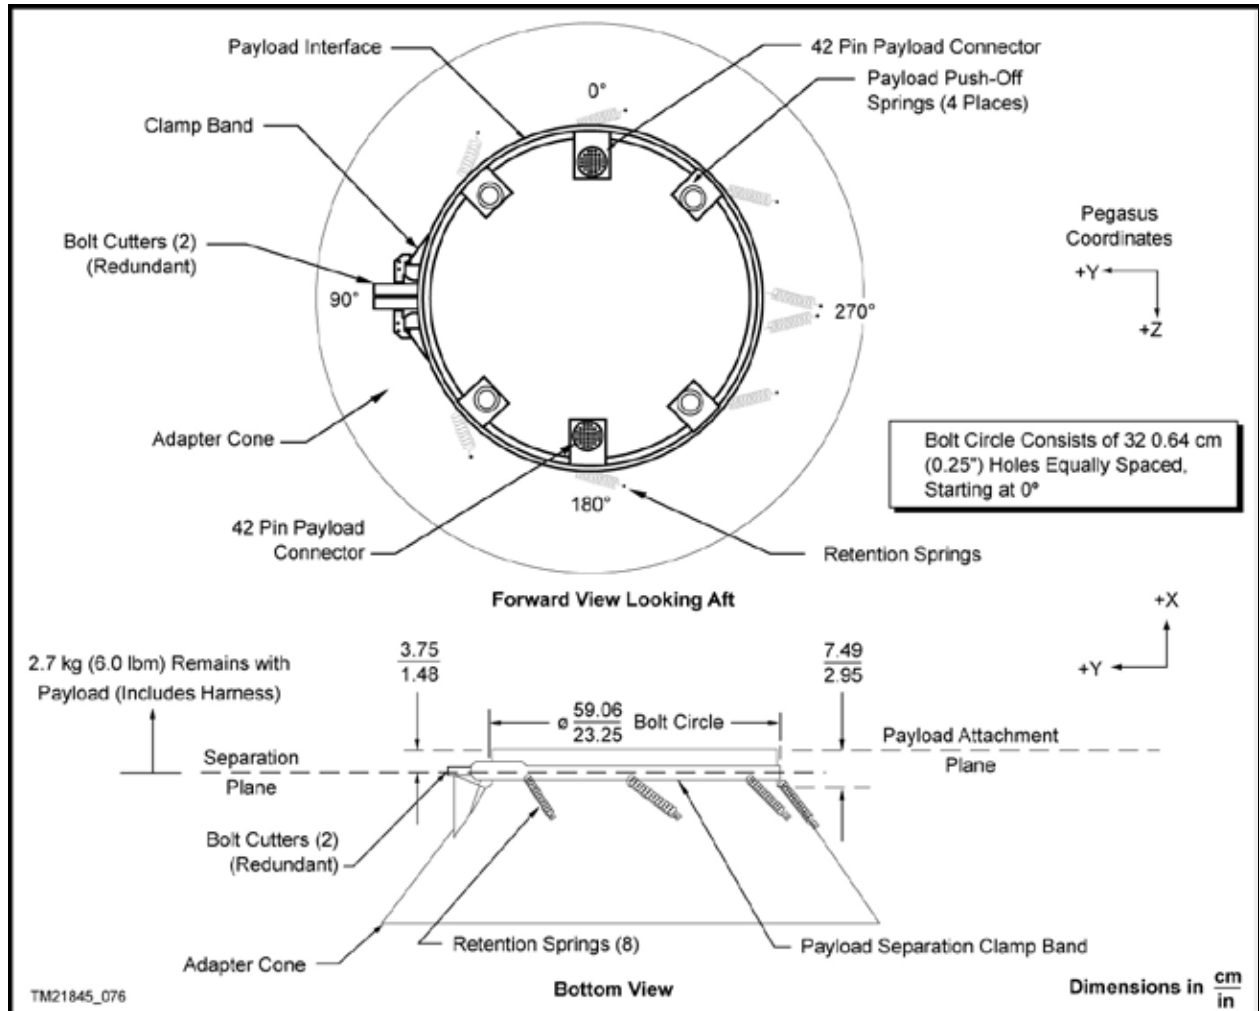 Payload Interface
42 Pin Payload Connector
Payload Push-Off
Springs (4 Places)
0°
Clamp Band
Bolt Cutters (2)
(Redundant)
90°
270°
Pegasus
Coordinates
+Y
+Z
Adapter Cone
Bolt Circle Consists of 32 0.64 cm
(0.25") Holes Equally Spaced,
Starting at 0º
180°
42 Pin Payload
Connector
Retention Springs
Forward View Looking Aft
+X
+Y
2.7 kg (6.0 lbm) Remains with
Payload (Includes Harness)
3.75
1.48
7.49
2.95
ø 59.06 Bolt Circle
23.25
Payload Attachment
Plane
Separation
Plane
Bolt Cutters (2)
(Redundant)
Retention Springs (8)
Payload Separation Clamp Band
Adapter Cone
TM21845_076
Bottom View
Dimensions in cm
in